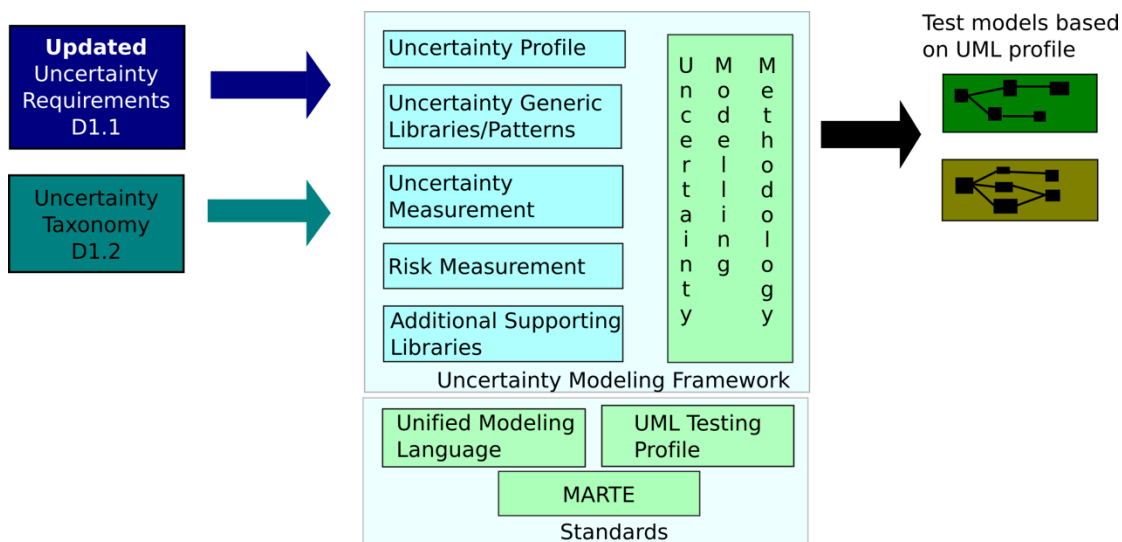 Updated
Uncertainty
Requirements
D1.1
Uncertainty
Taxonomy
D1.2
Uncertainty Profile
Uncertainty Generic
Libraries/Patterns
Uncertainty
Measurement
Risk Measurement
Additional Supporting
Libraries
Uncertainty
Modelling
Methodology
Uncertainty Modeling Framework
Unified Modeling
Language
UML Testing
Profile
MARTE
Standards
Test models based
on UML profile